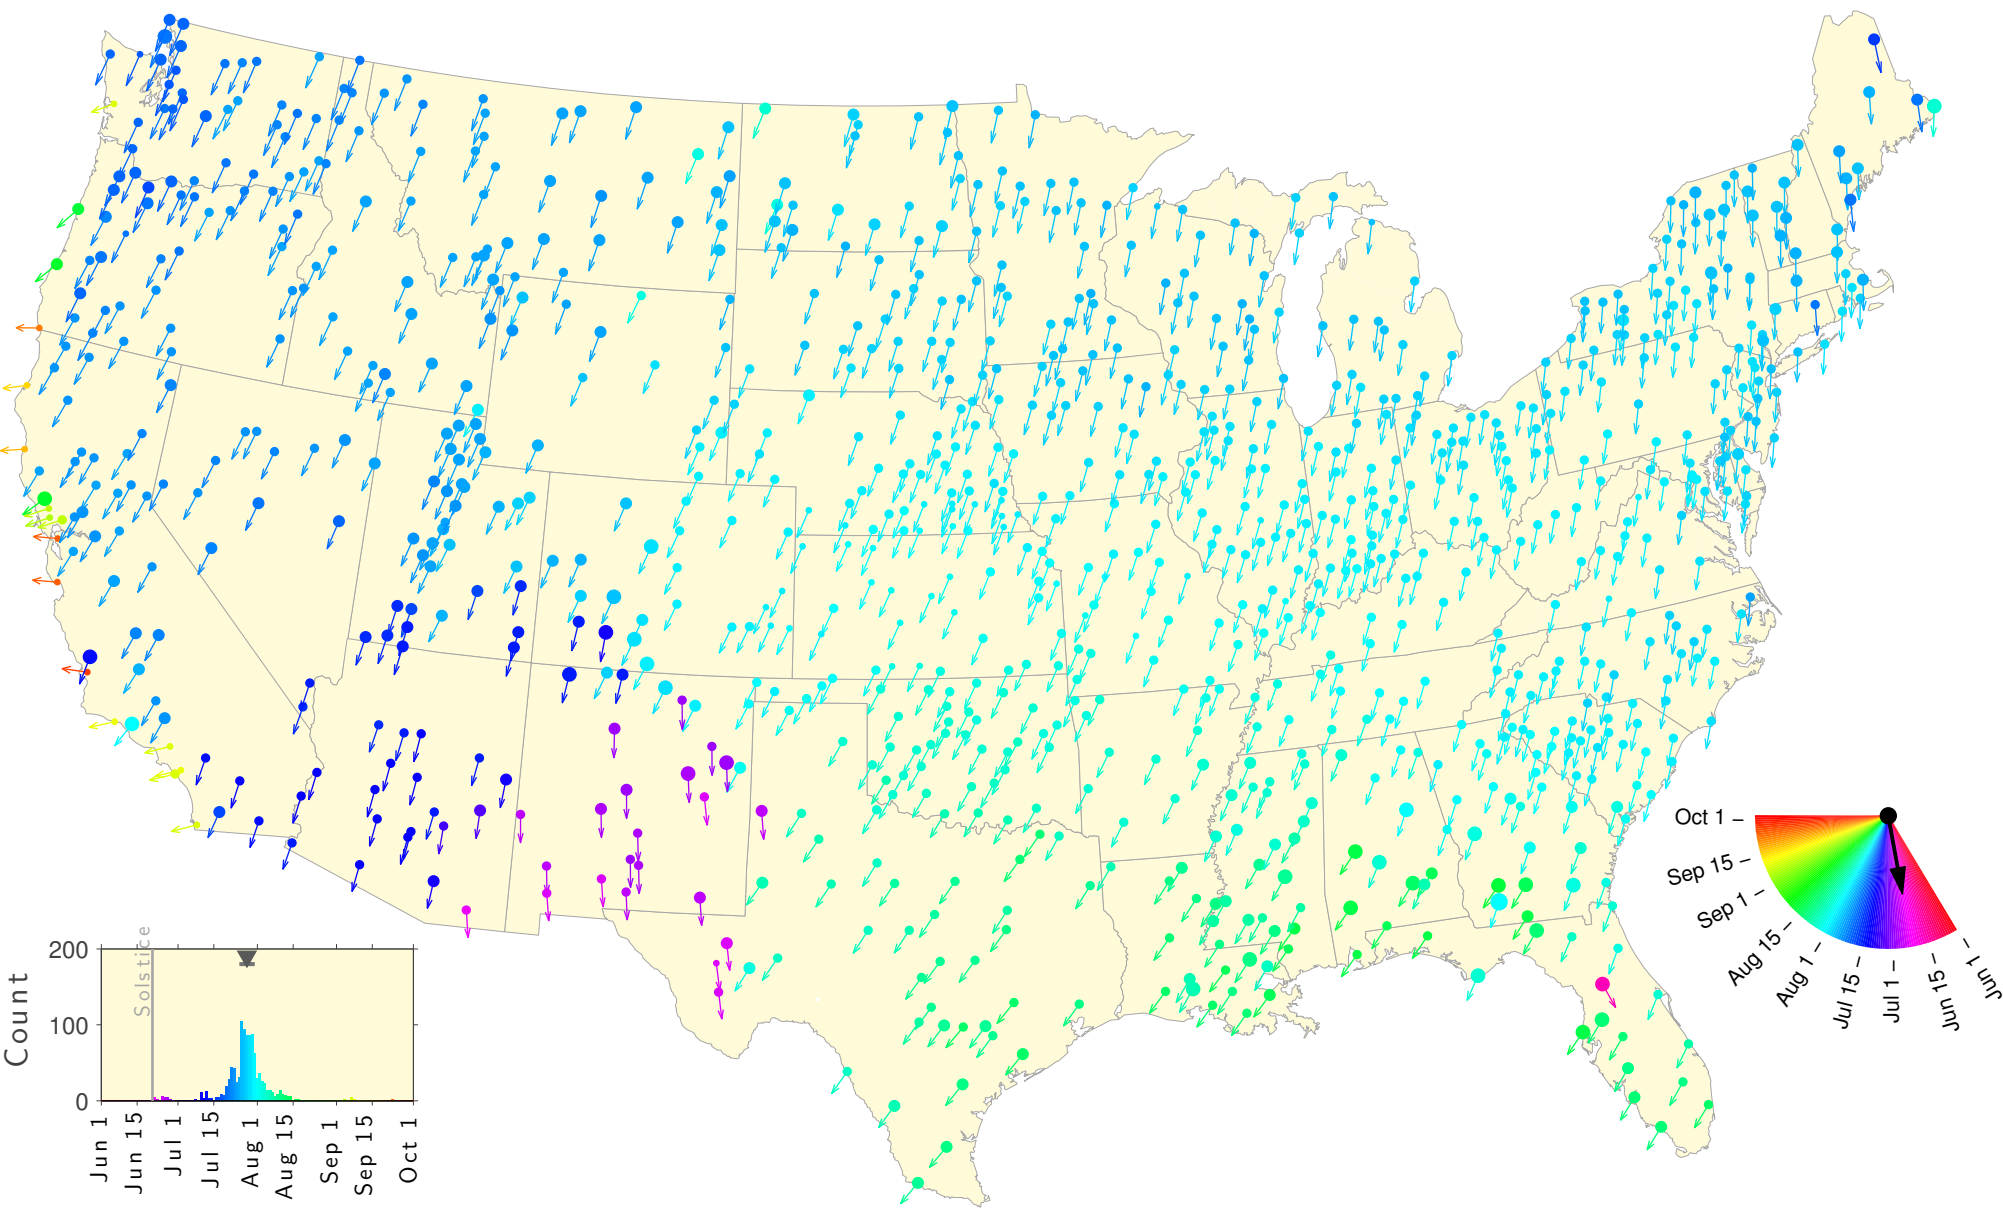 Oct 1 –
Sep 15 –
Sep 1 –
Aug 15 –
Aug 1 –
Jul 15 –
Jul 1 –
Jun 15 –
Jun 1 –
Solstice
Count
200
100
0
Jun 1
Jun 15
Jul 1
Jul 15
Aug 1
Aug 15
Sep 1
Sep 15
Oct 1